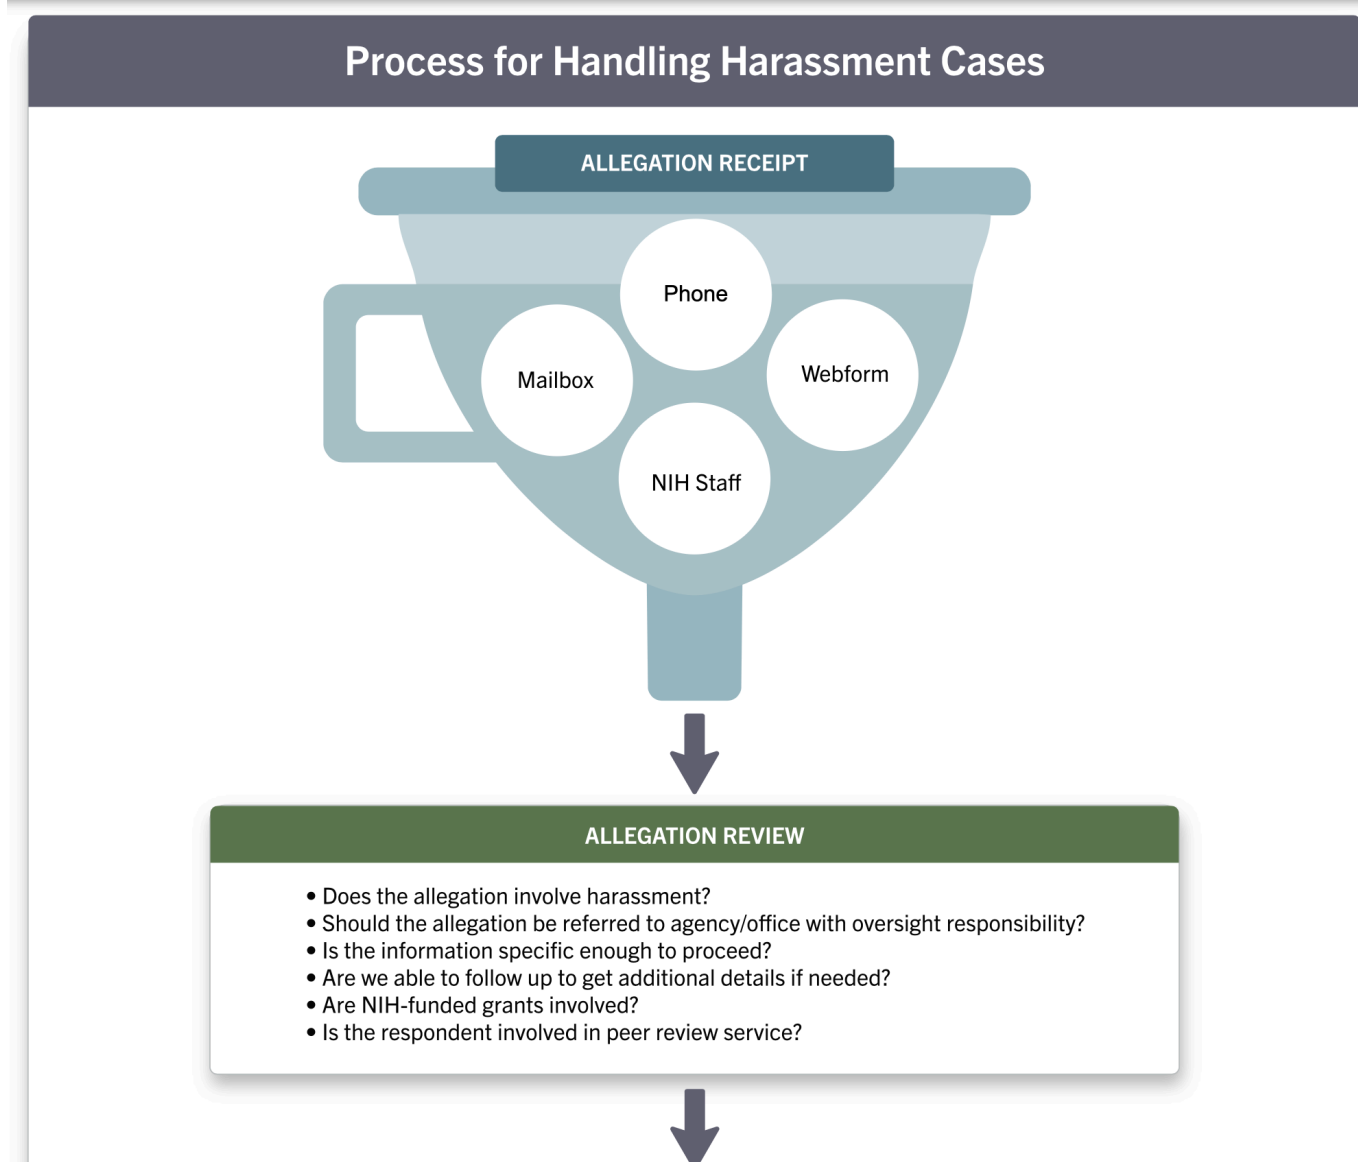 Process for Handling Harassment Cases
ALLEGATION RECEIPT
Phone
Mailbox
Webform
NIH Staff
ALLEGATION REVIEW
• Does the allegation involve harassment?
• Should the allegation be referred to agency/office with oversight responsibility?
• Is the information specific enough to proceed?
• Are we able to follow up to get additional details if needed?
• Are NIH-funded grants involved?
• Is the respondent involved in peer review service?